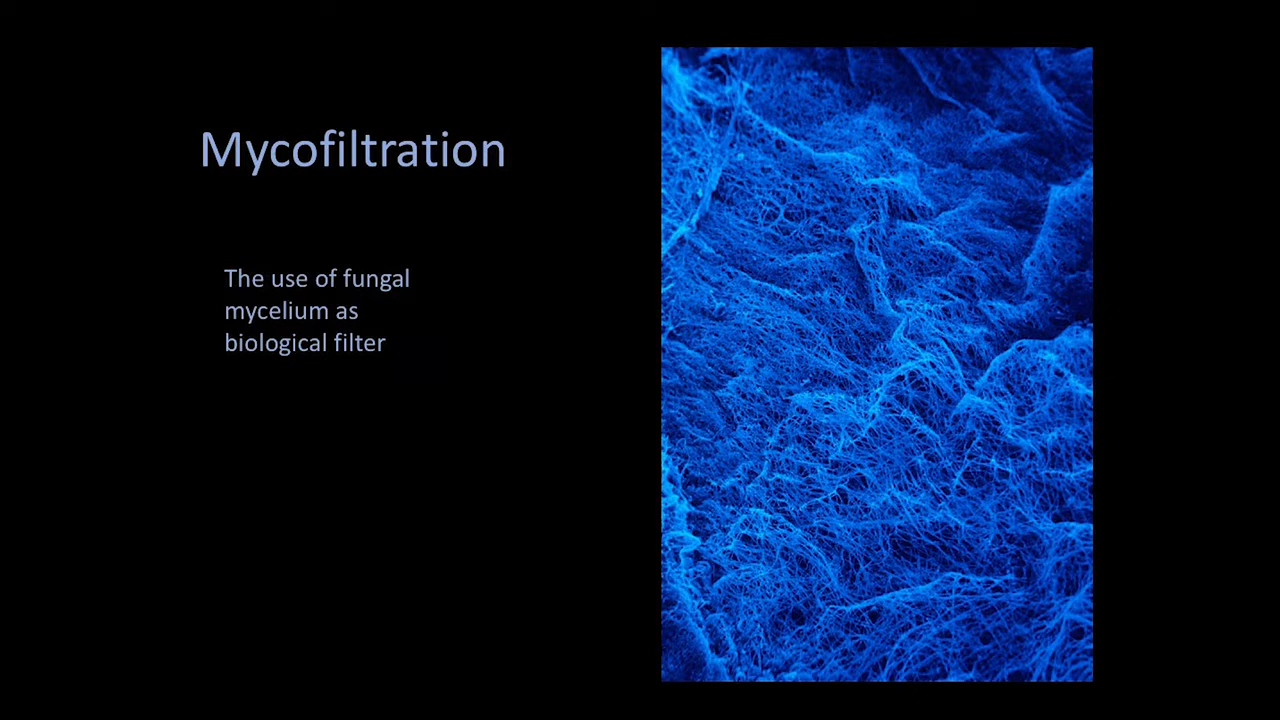 Mycofiltration
The use of fungal
mycelium as
biological filter